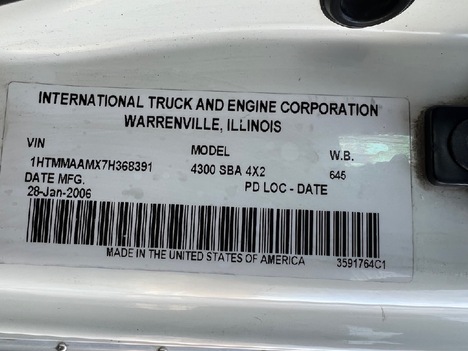 INTERNATIONAL TRUCK AND ENGINE CORPORATION
WARRENVILLE, ILLINOIS
VIN MODEL W.B.
1HTMMAAMX7H368391 4300 SBA 4X2 645
DATE MFG. PD LOC - DATE
28-Jan-2006
MADE IN THE UNITED STATES OF AMERICA 3591764C1